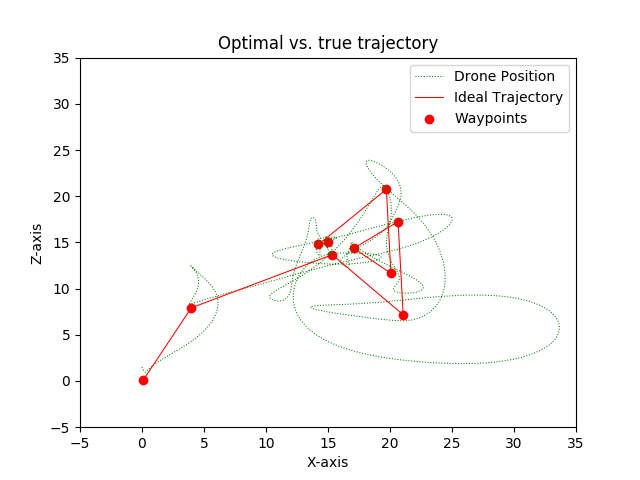 Optimal vs. true trajectory
Drone Position
Ideal Trajectory
Waypoints
Z-axis
35
30
25
20
15
10
5
0
−5
−5 0 5 10 15 20 25 30 35
X-axis